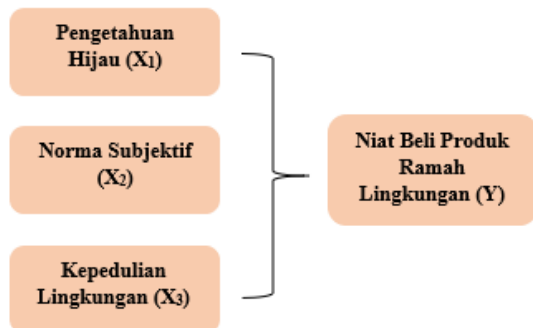 Pengetahuan
Hijau (X₁)
Norma Subjektif
(X₂)
Kepedulian
Lingkungan (X₃)
Niat Beli Produk
Ramah
Lingkungan (Y)